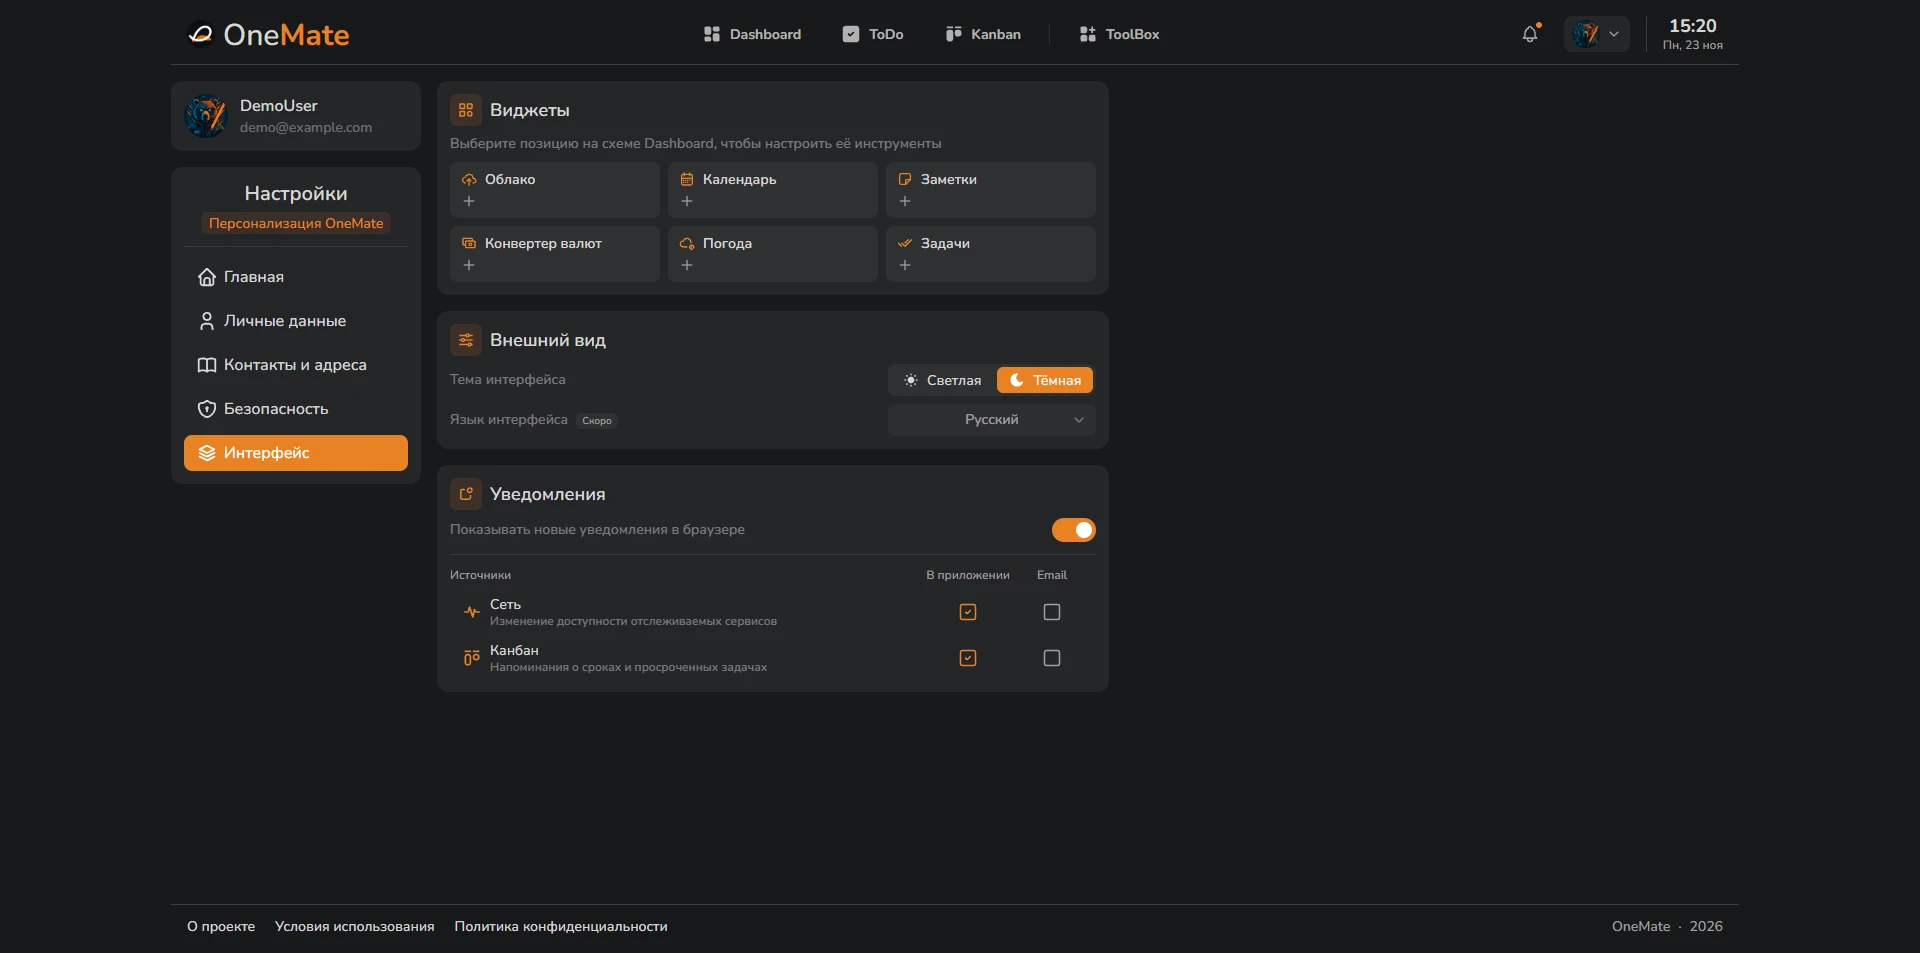 OneMate
Dashboard
ToDo
Kanban
ToolBox
15:20
Пн, 23 ноя
DemoUser
demo@example.com
Настройки
Персонализация OneMate
Главная
Личные данные
Контакты и адреса
Безопасность
Интерфейс
Виджеты
Выберите позицию на схеме Dashboard, чтобы настроить её инструменты
Облако
Календарь
Заметки
Конвертер валют
Погода
Задачи
Внешний вид
Тема интерфейса
Светлая
Тёмная
Язык интерфейса
Скоро
Русский
Уведомления
Показывать новые уведомления в браузере
Источники
В приложении
Email
Сеть
Изменение доступности отслеживаемых сервисов
Канбан
Напоминания о сроках и просроченных задачах
О проекте
Условия использования
Политика конфиденциальности
OneMate · 2026